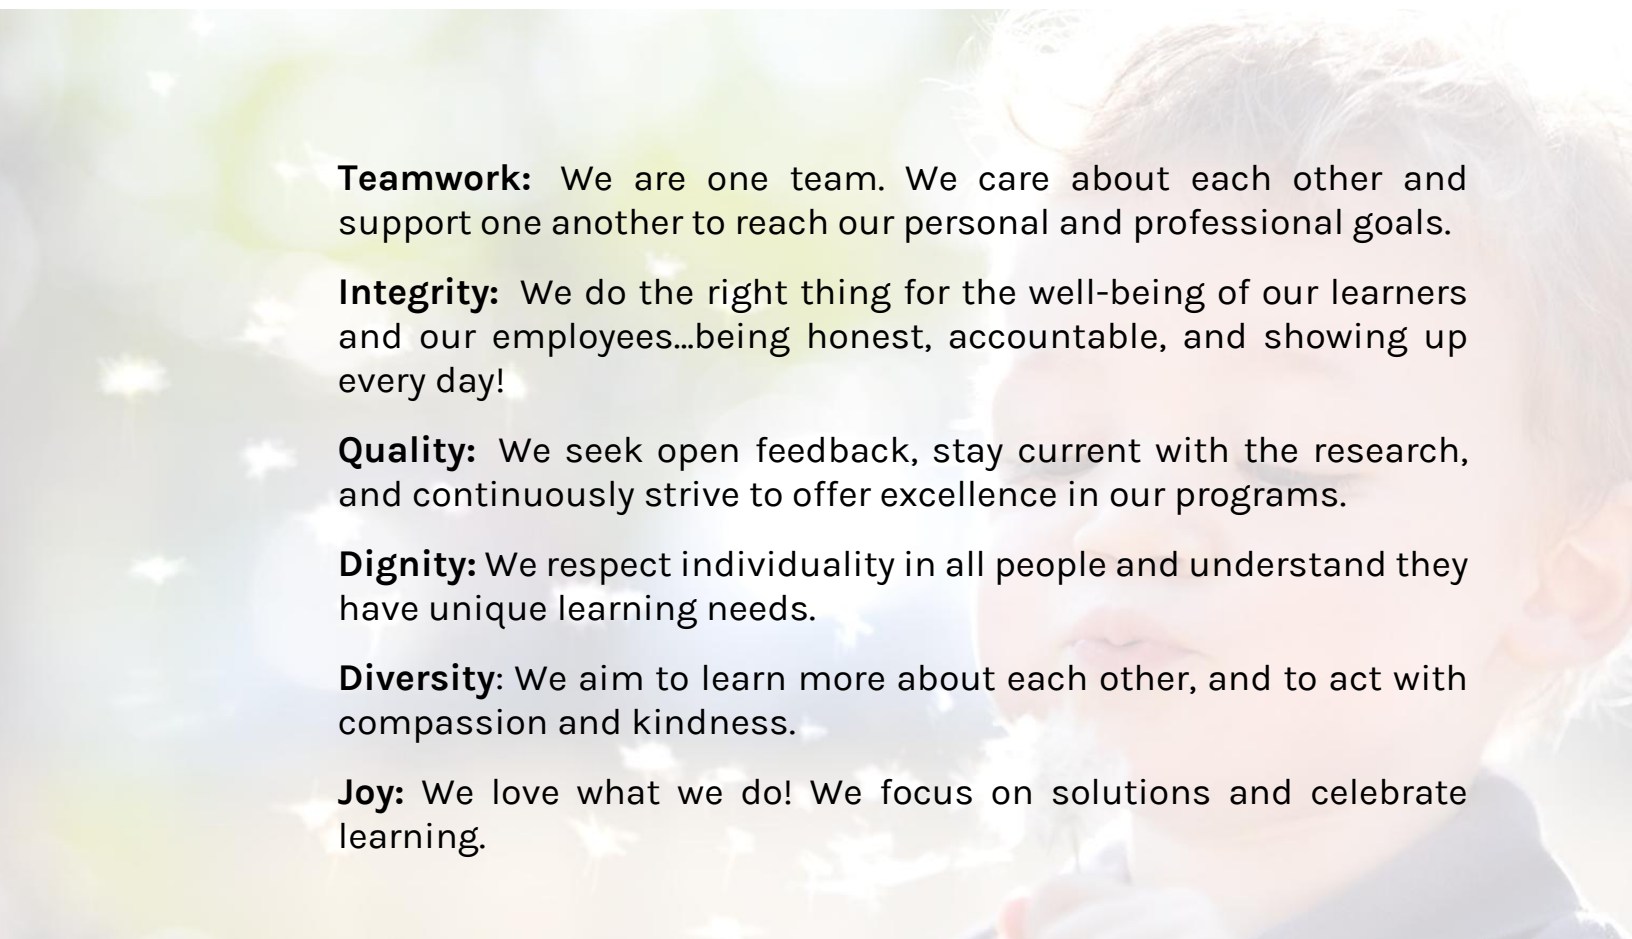 Teamwork: We are one team. We care about each other and
support one another to reach our personal and professional goals.
Integrity: We do the right thing for the well-being of our learners
and our employees…being honest, accountable, and showing up
every day!
Quality: We seek open feedback, stay current with the research,
and continuously strive to offer excellence in our programs.
Dignity: We respect individuality in all people and understand they
have unique learning needs.
Diversity: We aim to learn more about each other, and to act with
compassion and kindness.
Joy: We love what we do! We focus on solutions and celebrate
learning.